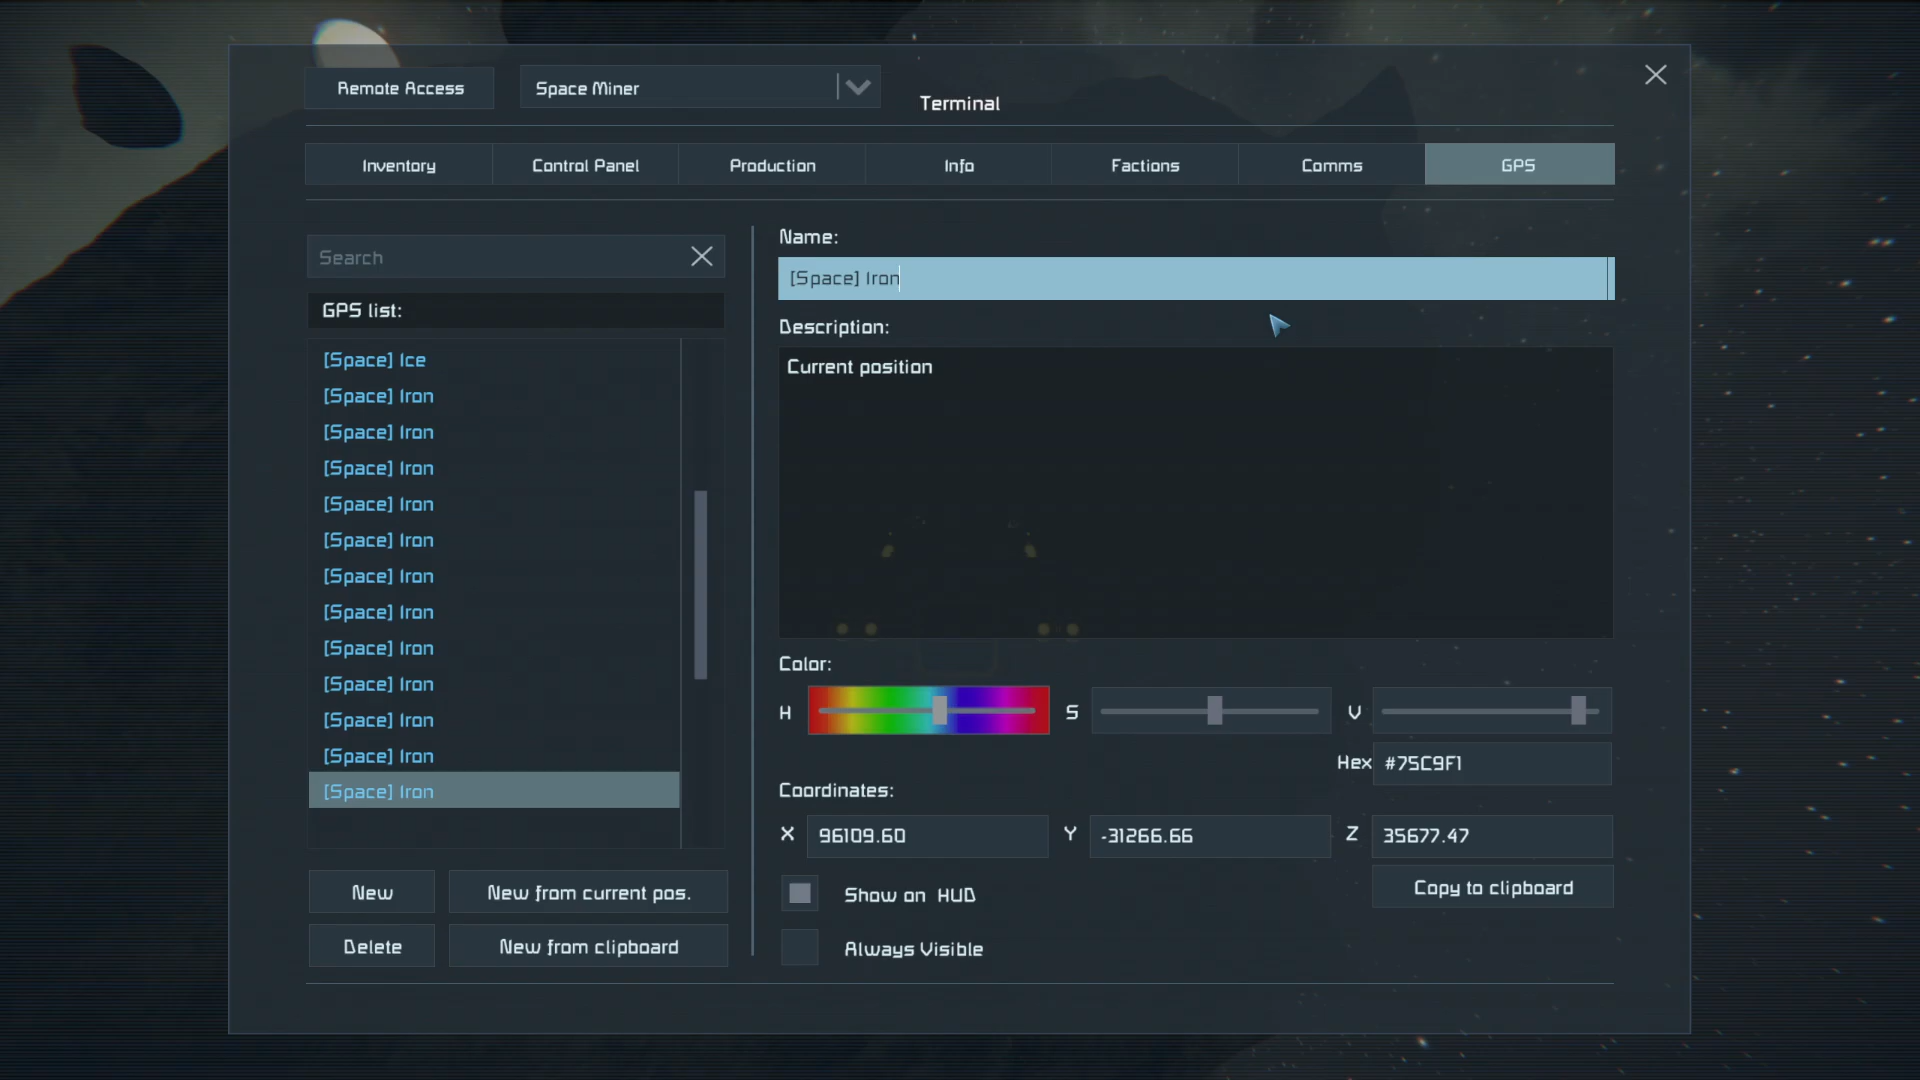 Remote Access
Space Miner
Terminal
Inventory
Control Panel
Production
Info
Factions
Comms
GPS
Search
GPS list:
[Space] Ice
[Space] Iron
[Space] Iron
[Space] Iron
[Space] Iron
[Space] Iron
[Space] Iron
[Space] Iron
[Space] Iron
[Space] Iron
[Space] Iron
[Space] Iron
[Space] Iron
New
New from current pos.
Delete
New from clipboard
Name:
[Space] Iron
Description:
Current position
Color:
H
S
V
Hex #75C9F1
Coordinates:
X 96109.60
Y -31266.66
Z 35677.47
Show on HUD
Copy to clipboard
Always Visible